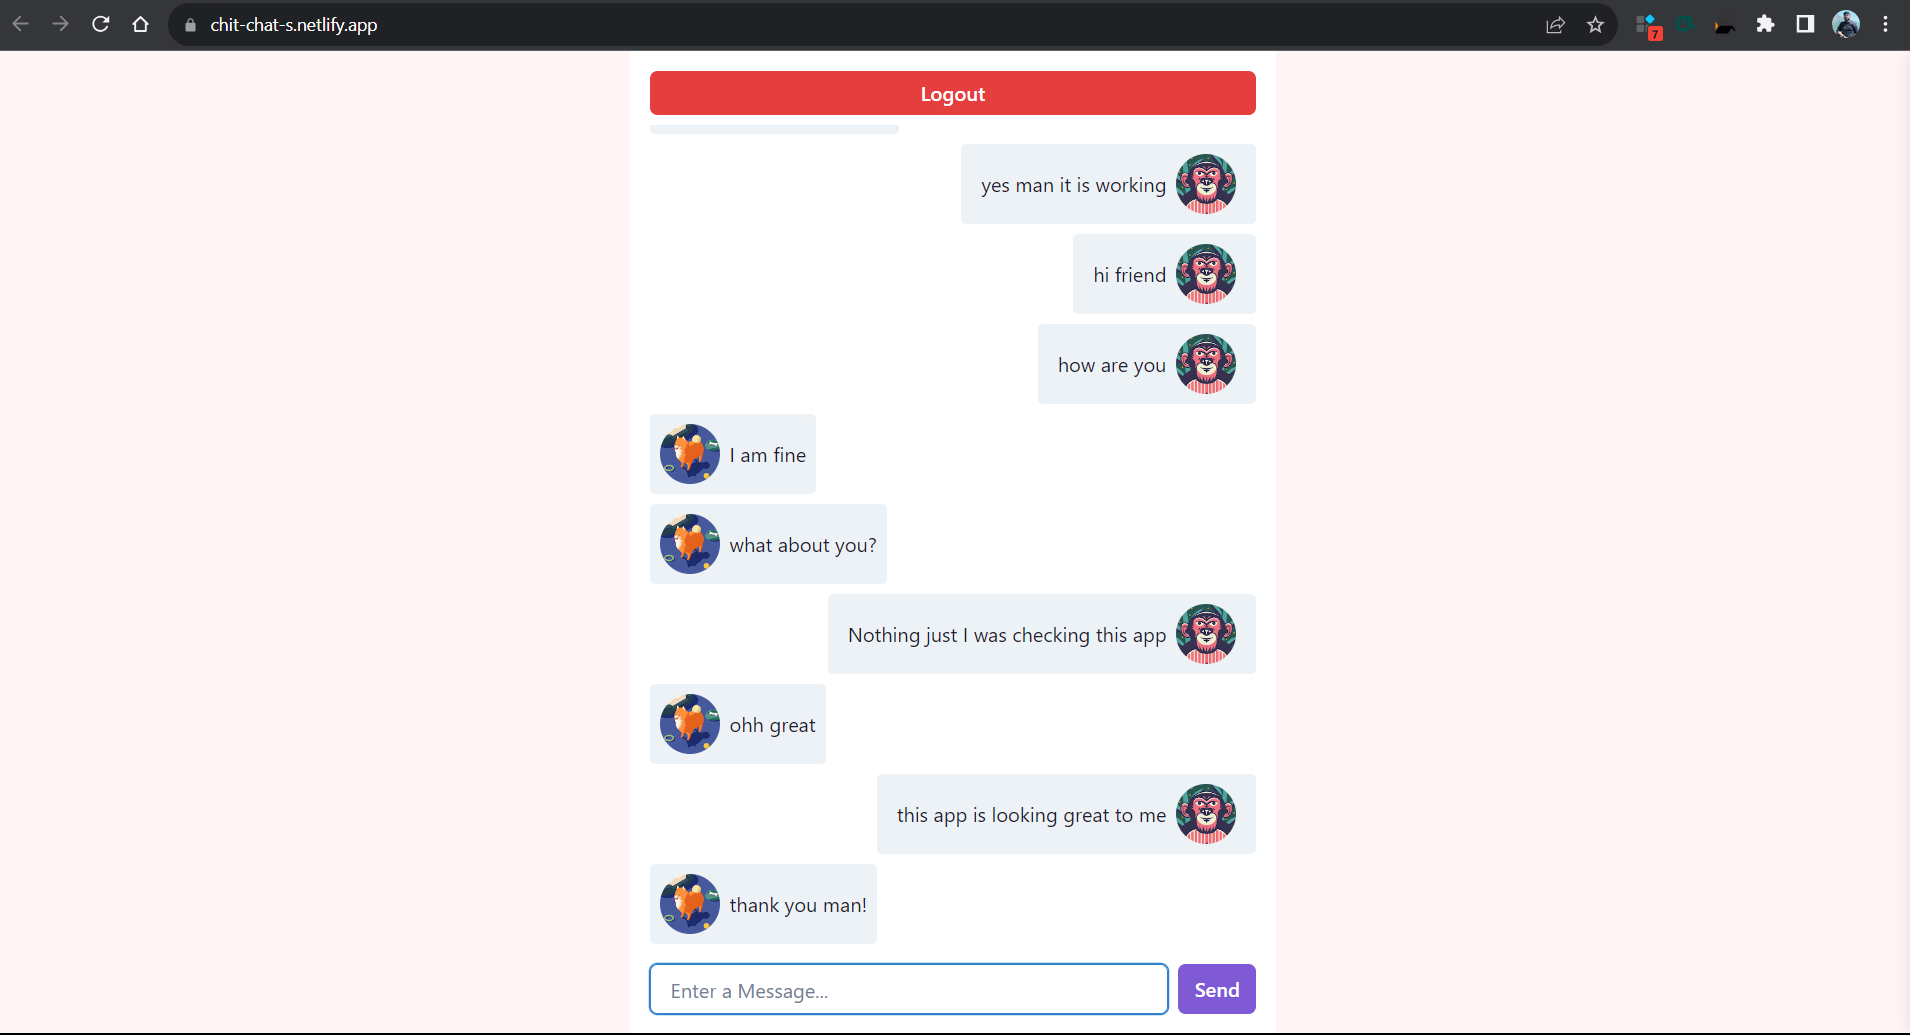 chit-chat-s.netlify.app
7
Logout
yes man it is working
hi friend
how are you
I am fine
what about you?
Nothing just I was checking this app
ohh great
this app is looking great to me
thank you man!
Enter a Message...
Send